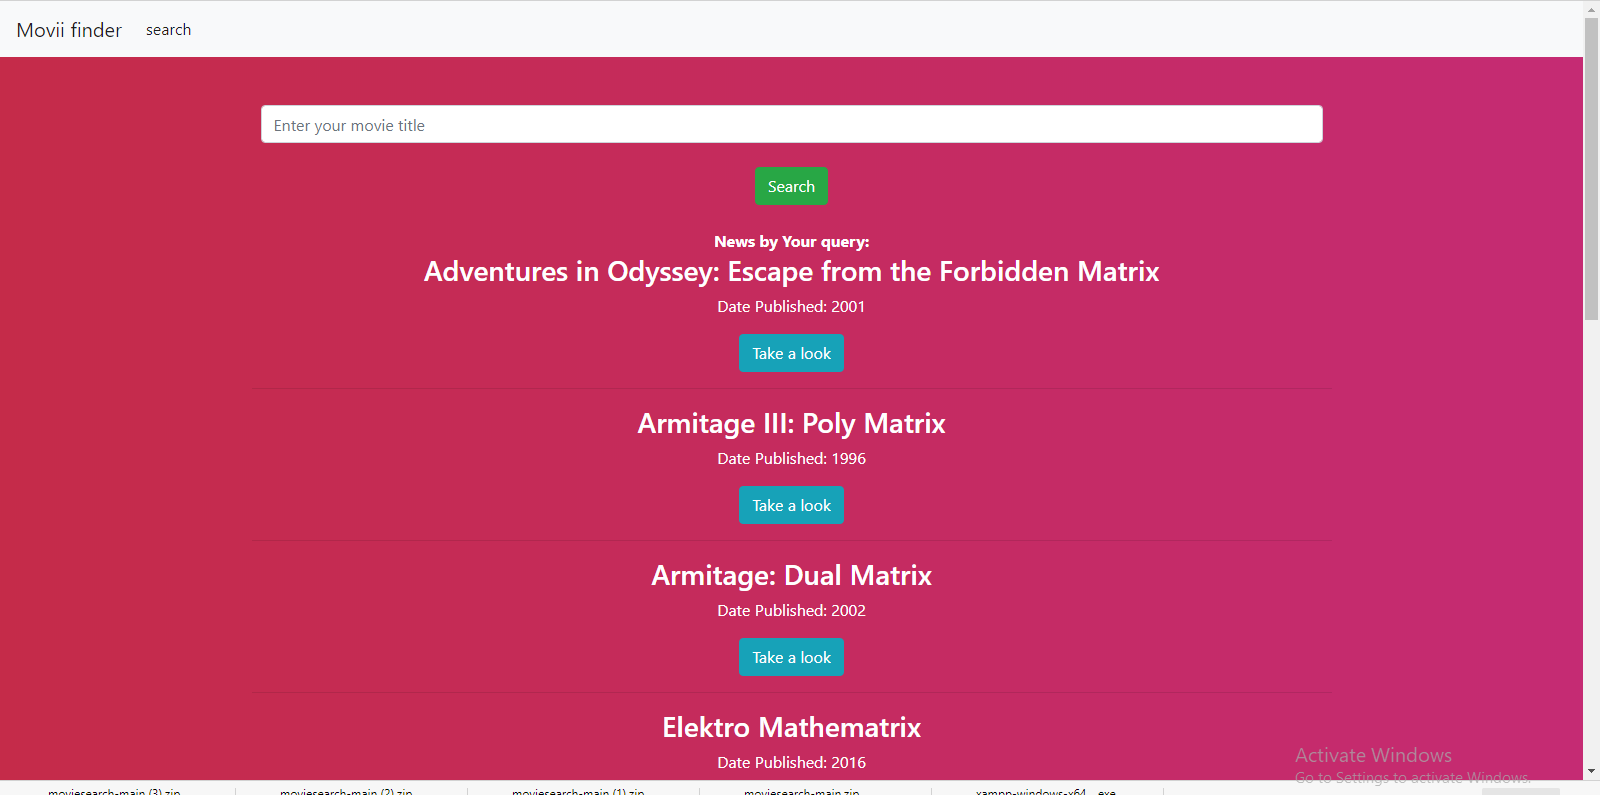 Movii finder search
Enter your movie title
Search
News by Your query:
Adventures in Odyssey: Escape from the Forbidden Matrix
Date Published: 2001
Take a look
Armitage III: Poly Matrix
Date Published: 1996
Take a look
Armitage: Dual Matrix
Date Published: 2002
Take a look
Elektro Mathematrix
Date Published: 2016
Activate Windows
Go to Settings to activate Windows.
moviesearch-main (3).zip moviesearch-main (2).zip moviesearch-main (1).zip moviesearch-main.zip xampp-windows-x64....exe